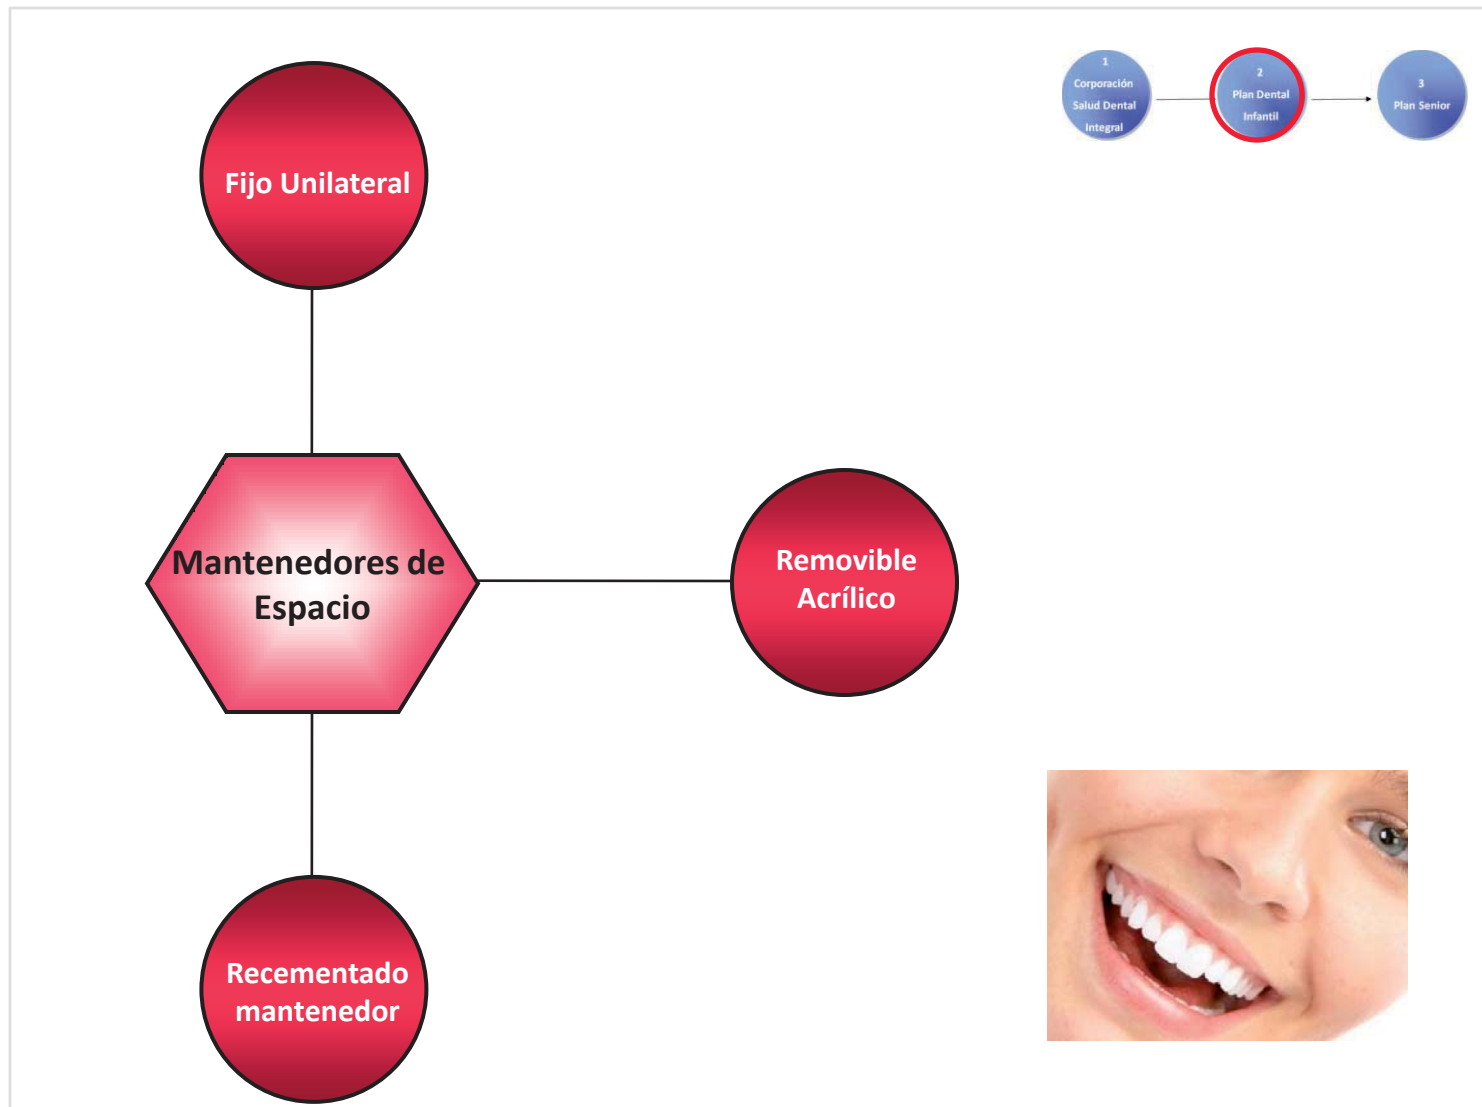 1
Corporación
Salud Dental
Integral
2
Plan Dental
Infantil
3
Plan Senior
Fijo Unilateral
Mantenedores de
Espacio
Removible
Acrílico
Recementado
mantenedor